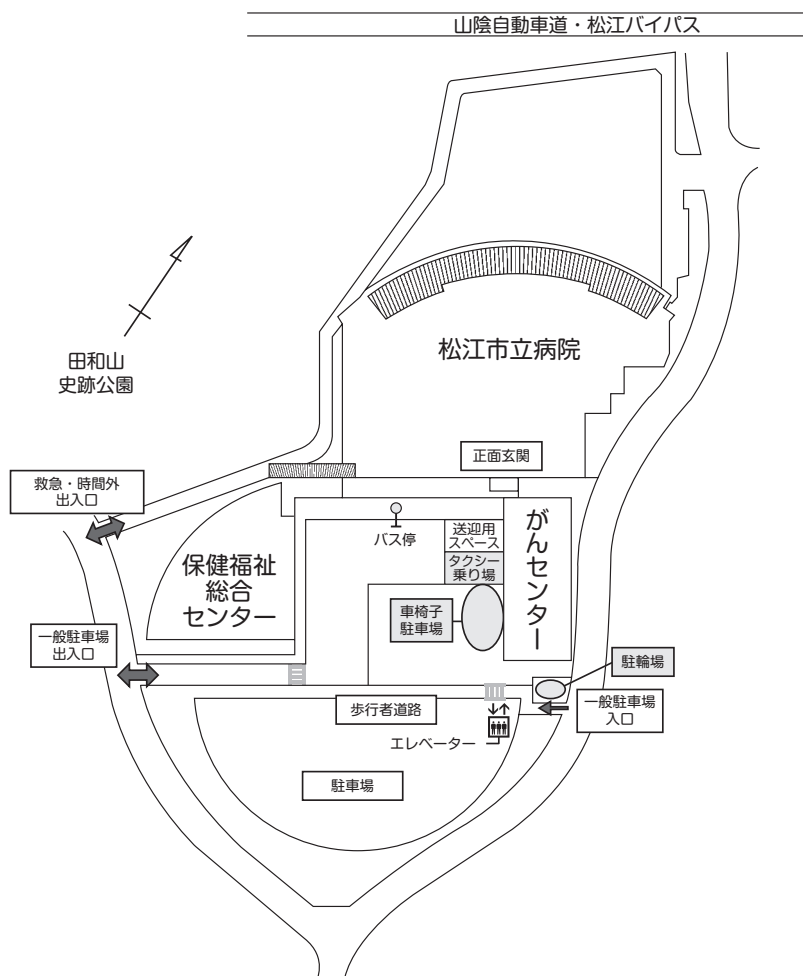 山陰自動車道・松江バイパス
松江市立病院
田和山
史跡公園
正面玄関
救急・時間外
出入口
バス停
送迎用
スペース
タクシー
乗り場
がんセンター
保健福祉
総合
センター
車椅子
駐車場
一般駐車場
出入口
駐輪場
歩行者道路
一般駐車場
入口
エレベーター
駐車場